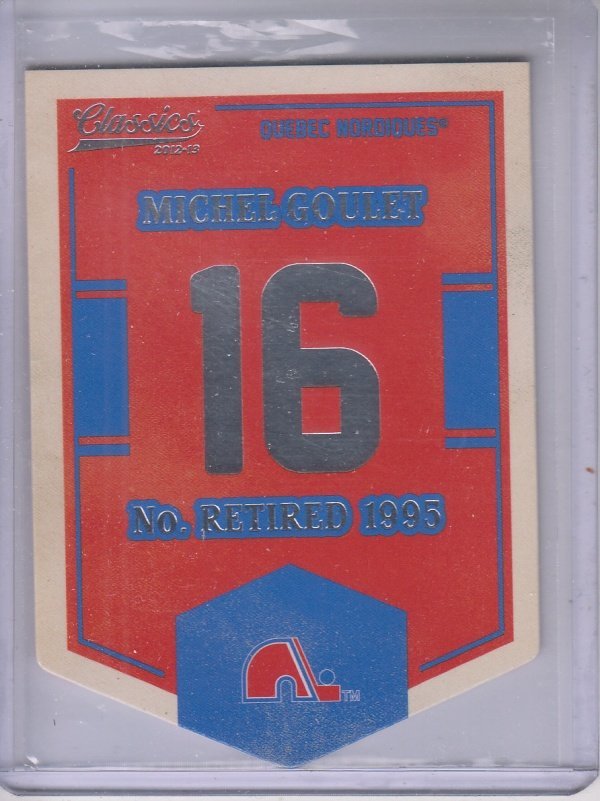 Classics
2012-13
QUEBEC NORDIQUES®
MICHEL GOULET
16
No. RETIRED 1995
TM